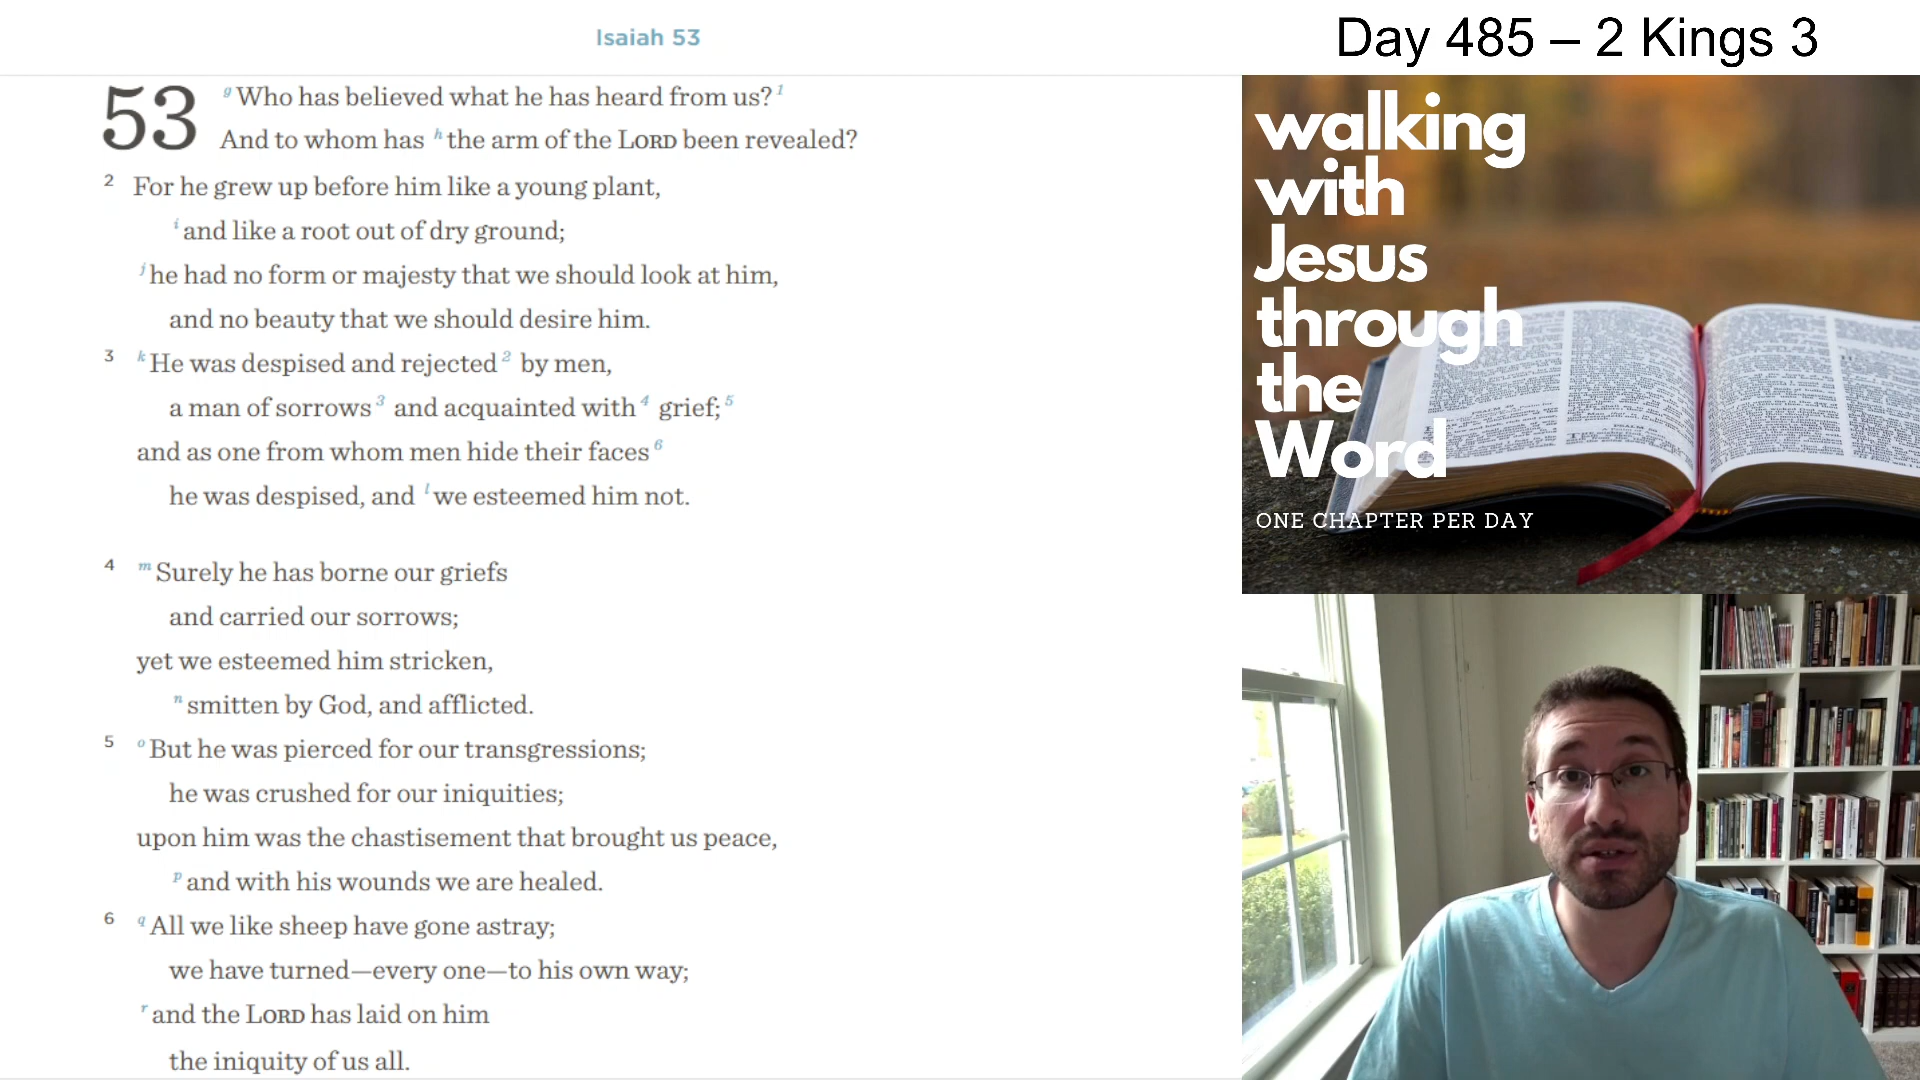 Isaiah 53
Day 485 – 2 Kings 3
53 g Who has believed what he has heard from us? 1
And to whom has h the arm of the LORD been revealed?
2 For he grew up before him like a young plant,
i and like a root out of dry ground;
j he had no form or majesty that we should look at him,
and no beauty that we should desire him.
3 k He was despised and rejected 2 by men,
a man of sorrows 3 and acquainted with 4 grief; 5
and as one from whom men hide their faces 6
he was despised, and l we esteemed him not.
4 m Surely he has borne our griefs
and carried our sorrows;
yet we esteemed him stricken,
n smitten by God, and afflicted.
5 o But he was pierced for our transgressions;
he was crushed for our iniquities;
upon him was the chastisement that brought us peace,
p and with his wounds we are healed.
6 q All we like sheep have gone astray;
we have turned—every one—to his own way;
r and the LORD has laid on him
the iniquity of us all.
walking
with
Jesus
through
the
Word
ONE CHAPTER PER DAY